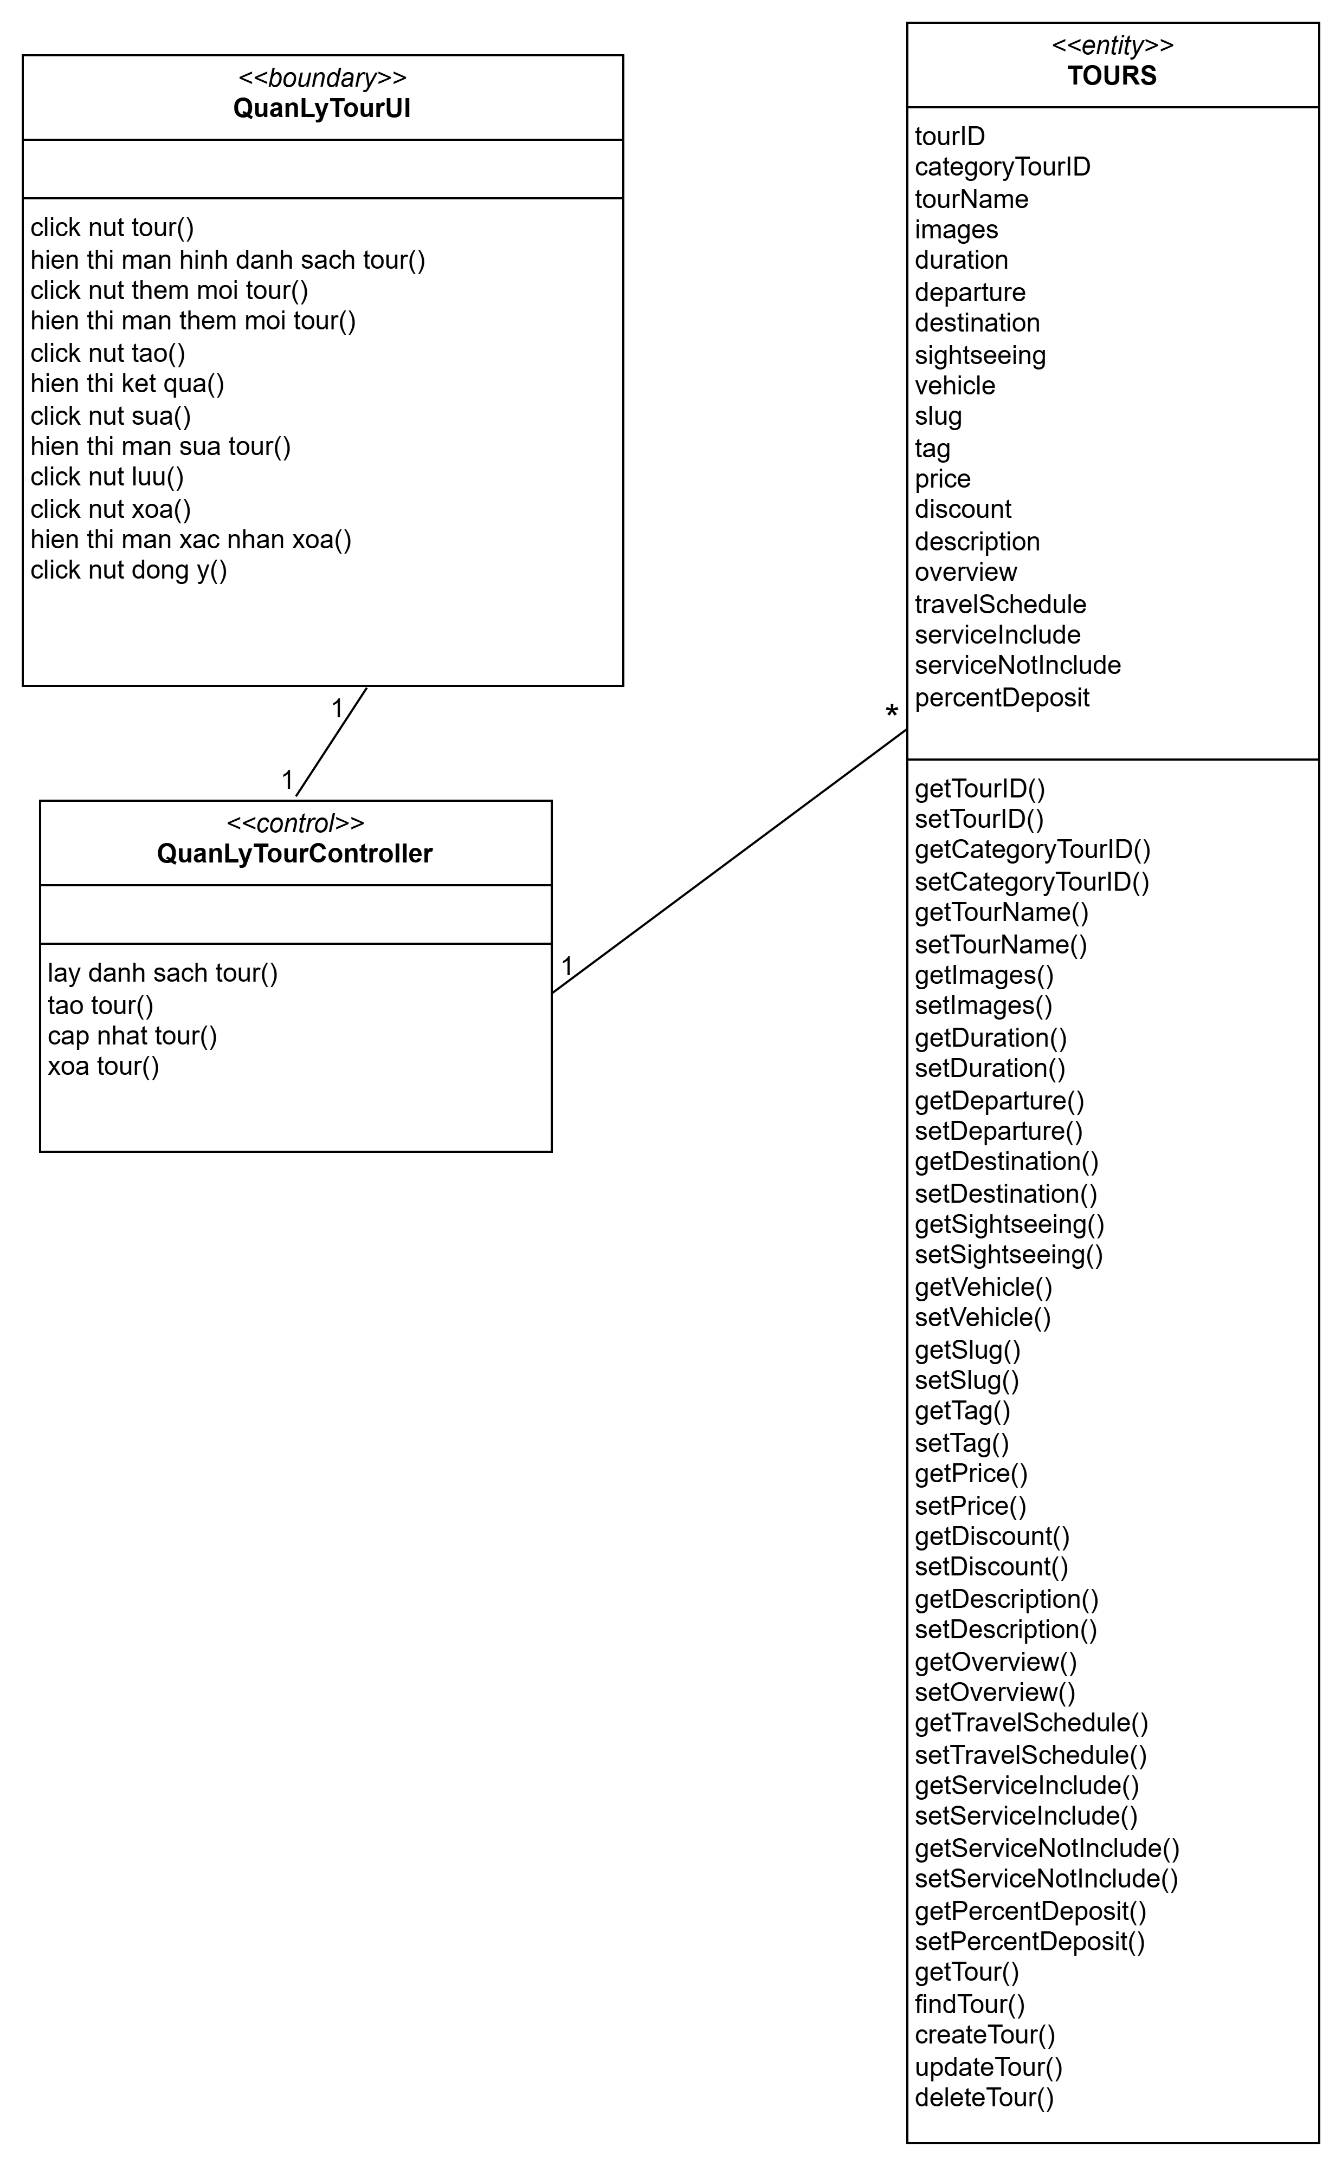 <<boundary>>
QuanLyTourUI
click nut tour()
hien thi man hinh danh sach tour()
click nut them moi tour()
hien thi man them moi tour()
click nut tao()
hien thi ket qua()
click nut sua()
hien thi man sua tour()
click nut luu()
click nut xoa()
hien thi man xac nhan xoa()
click nut dong y()
1
1
<<control>>
QuanLyTourController
lay danh sach tour()
tao tour()
cap nhat tour()
xoa tour()
1
*
<<entity>>
TOURS
tourID
categoryTourID
tourName
images
duration
departure
destination
sightseeing
vehicle
slug
tag
price
discount
description
overview
travelSchedule
serviceInclude
serviceNotInclude
percentDeposit
getTourID()
setTourID()
getCategoryTourID()
setCategoryTourID()
getTourName()
setTourName()
getImages()
setImages()
getDuration()
setDuration()
getDeparture()
setDeparture()
getDestination()
setDestination()
getSightseeing()
setSightseeing()
getVehicle()
setVehicle()
getSlug()
setSlug()
getTag()
setTag()
getPrice()
setPrice()
getDiscount()
setDiscount()
getDescription()
setDescription()
getOverview()
setOverview()
getTravelSchedule()
setTravelSchedule()
getServiceInclude()
setServiceInclude()
getServiceNotInclude()
setServiceNotInclude()
getPercentDeposit()
setPercentDeposit()
getTour()
findTour()
createTour()
updateTour()
deleteTour()